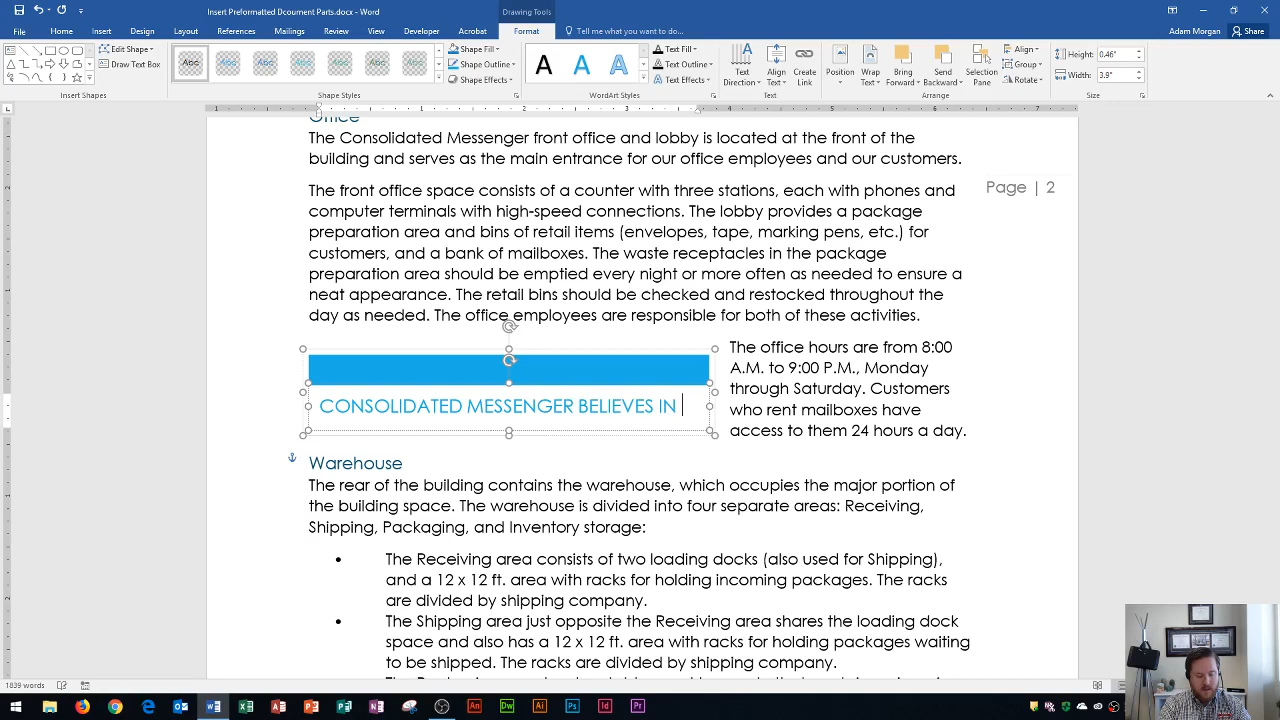 Insert Preformatted Document Parts.docx - Word
Drawing Tools
File Home Insert Design Layout References Mailings Review View Developer Acrobat Format Tell me what you want to do... Adam Morgan Share
Edit Shape
Draw Text Box
Insert Shapes
Abc Abc Abc Abc Abc Abc
Shape Styles
Shape Fill
Shape Outline
Shape Effects
A A A
WordArt Styles
Text Fill
Text Outline
Text Effects
Text Direction
Align Text
Create Link
Text
Position
Wrap Text
Bring Forward
Send Backward
Selection Pane
Align
Group
Rotate
Arrange
Height: 0.46"
Width: 3.9"
Size
Office
The Consolidated Messenger front office and lobby is located at the front of the
building and serves as the main entrance for our office employees and our customers.
Page | 2
The front office space consists of a counter with three stations, each with phones and
computer terminals with high-speed connections. The lobby provides a package
preparation area and bins of retail items (envelopes, tape, marking pens, etc.) for
customers, and a bank of mailboxes. The waste receptacles in the package
preparation area should be emptied every night or more often as needed to ensure a
neat appearance. The retail bins should be checked and restocked throughout the
day as needed. The office employees are responsible for both of these activities.
CONSOLIDATED MESSENGER BELIEVES IN
The office hours are from 8:00
A.M. to 9:00 P.M., Monday
through Saturday. Customers
who rent mailboxes have
access to them 24 hours a day.
Warehouse
The rear of the building contains the warehouse, which occupies the major portion of
the building space. The warehouse is divided into four separate areas: Receiving,
Shipping, Packaging, and Inventory storage:
• The Receiving area consists of two loading docks (also used for Shipping),
and a 12 x 12 ft. area with racks for holding incoming packages. The racks
are divided by shipping company.
• The Shipping area just opposite the Receiving area shares the loading dock
space and also has a 12 x 12 ft. area with racks for holding packages waiting
to be shipped. The racks are divided by shipping company.
1839 words
An Dw Ai Ps Id Pr